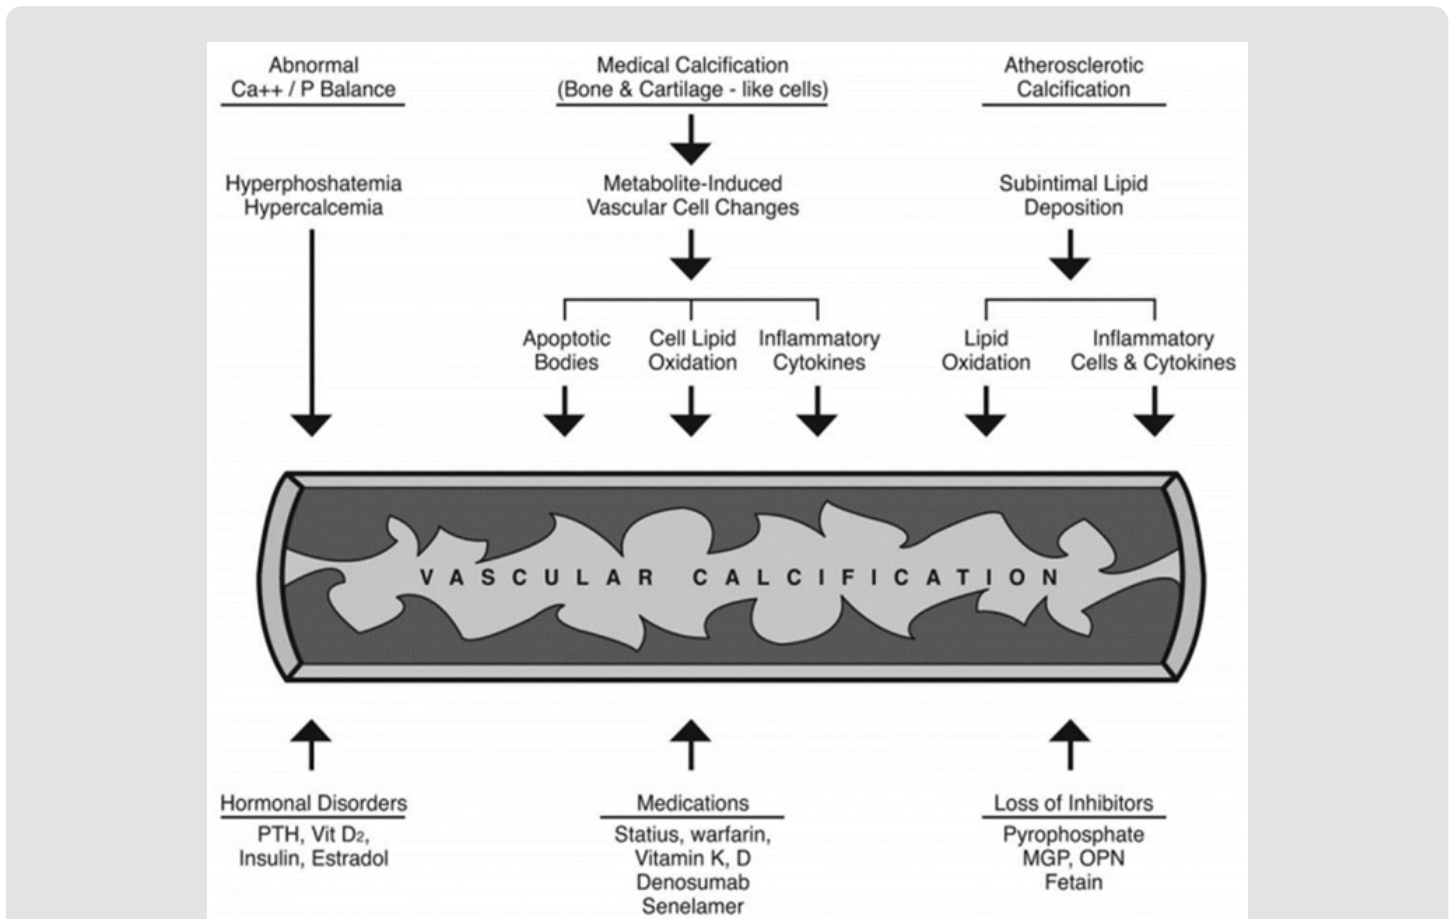 Abnormal
Ca++ / P Balance
Hyperphoshatemia
Hypercalcemia
Medical Calcification
(Bone & Cartilage - like cells)
Metabolite-Induced
Vascular Cell Changes
Apoptotic
Bodies
Cell Lipid
Oxidation
Inflammatory
Cytokines
Atherosclerotic
Calcification
Subintimal Lipid
Deposition
Lipid
Oxidation
Inflammatory
Cells & Cytokines
VASCULAR CALCIFICATION
Hormonal Disorders
PTH, Vit D2,
Insulin, Estradol
Medications
Statius, warfarin,
Vitamin K, D
Denosumab
Senelamer
Loss of Inhibitors
Pyrophosphate
MGP, OPN
Fetain